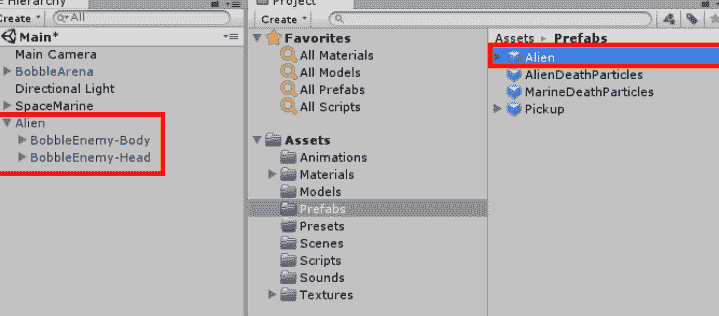 Hierarchy
Create
All
Main*
Main Camera
BobbleArena
Directional Light
SpaceMarine
Alien
BobbleEnemy-Body
BobbleEnemy-Head
Project
Create
Favorites
All Materials
All Models
All Prefabs
All Scripts
Assets
Animations
Materials
Models
Prefabs
Presets
Scenes
Scripts
Sounds
Textures
Assets Prefabs
Alien
AlienDeathParticles
MarineDeathParticles
Pickup